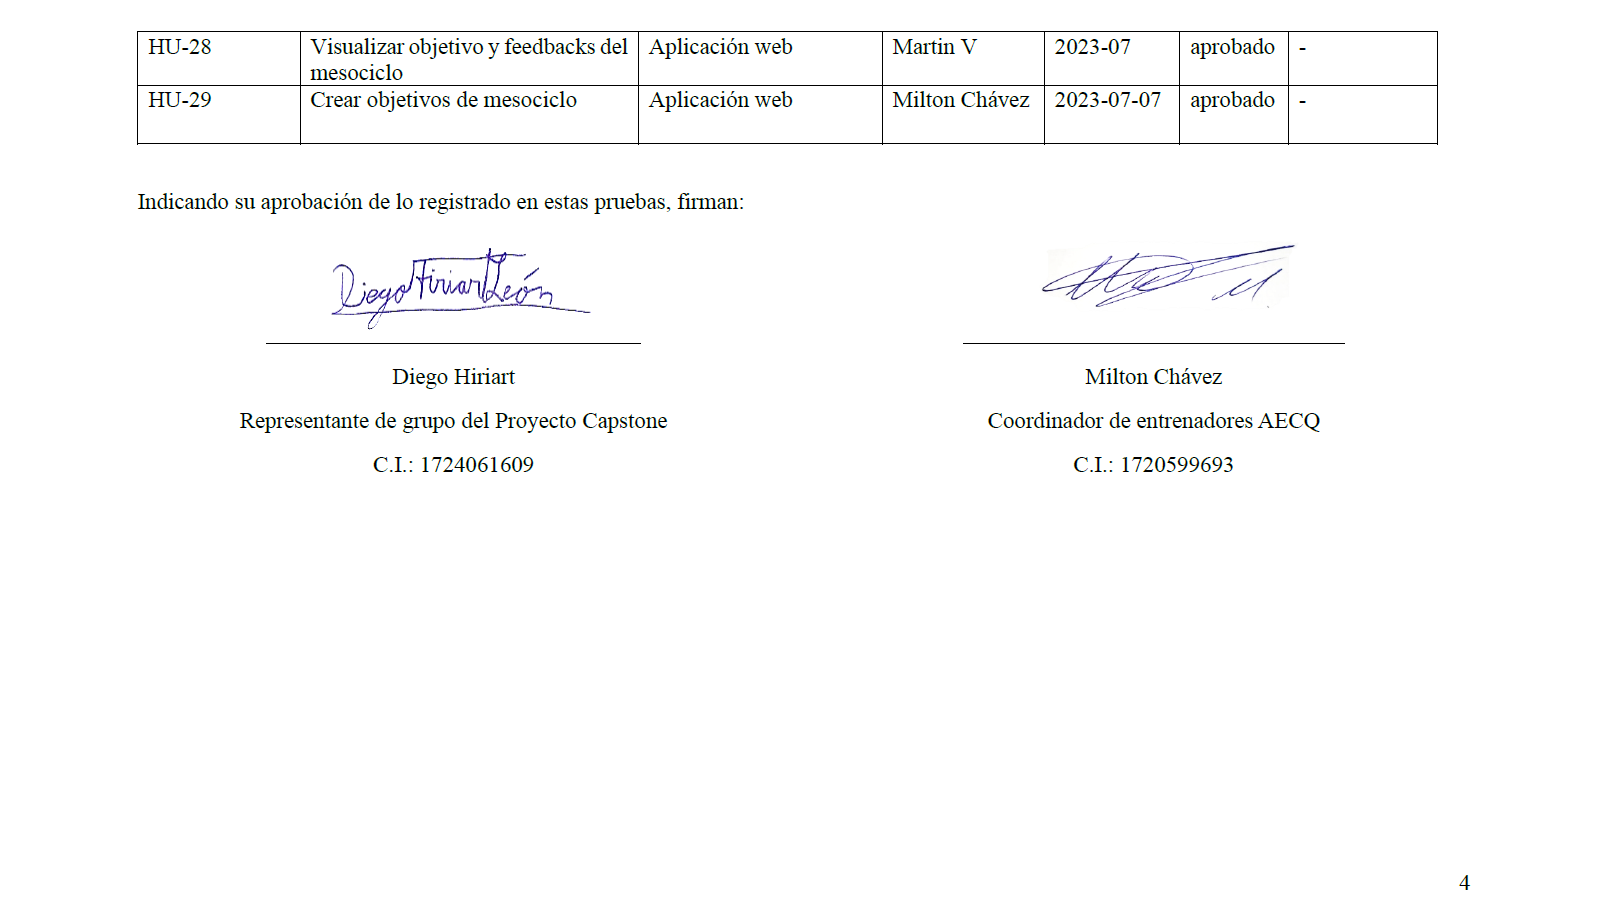 HU-28 Visualizar objetivo y feedbacks del mesociclo Aplicación web Martin V 2023-07 aprobado -
HU-29 Crear objetivos de mesociclo Aplicación web Milton Chávez 2023-07-07 aprobado -
Indicando su aprobación de lo registrado en estas pruebas, firman:
Diego Hiriart León
Diego Hiriart
Representante de grupo del Proyecto Capstone
C.I.: 1724061609
Milton Chávez
Coordinador de entrenadores AECQ
C.I.: 1720599693
4